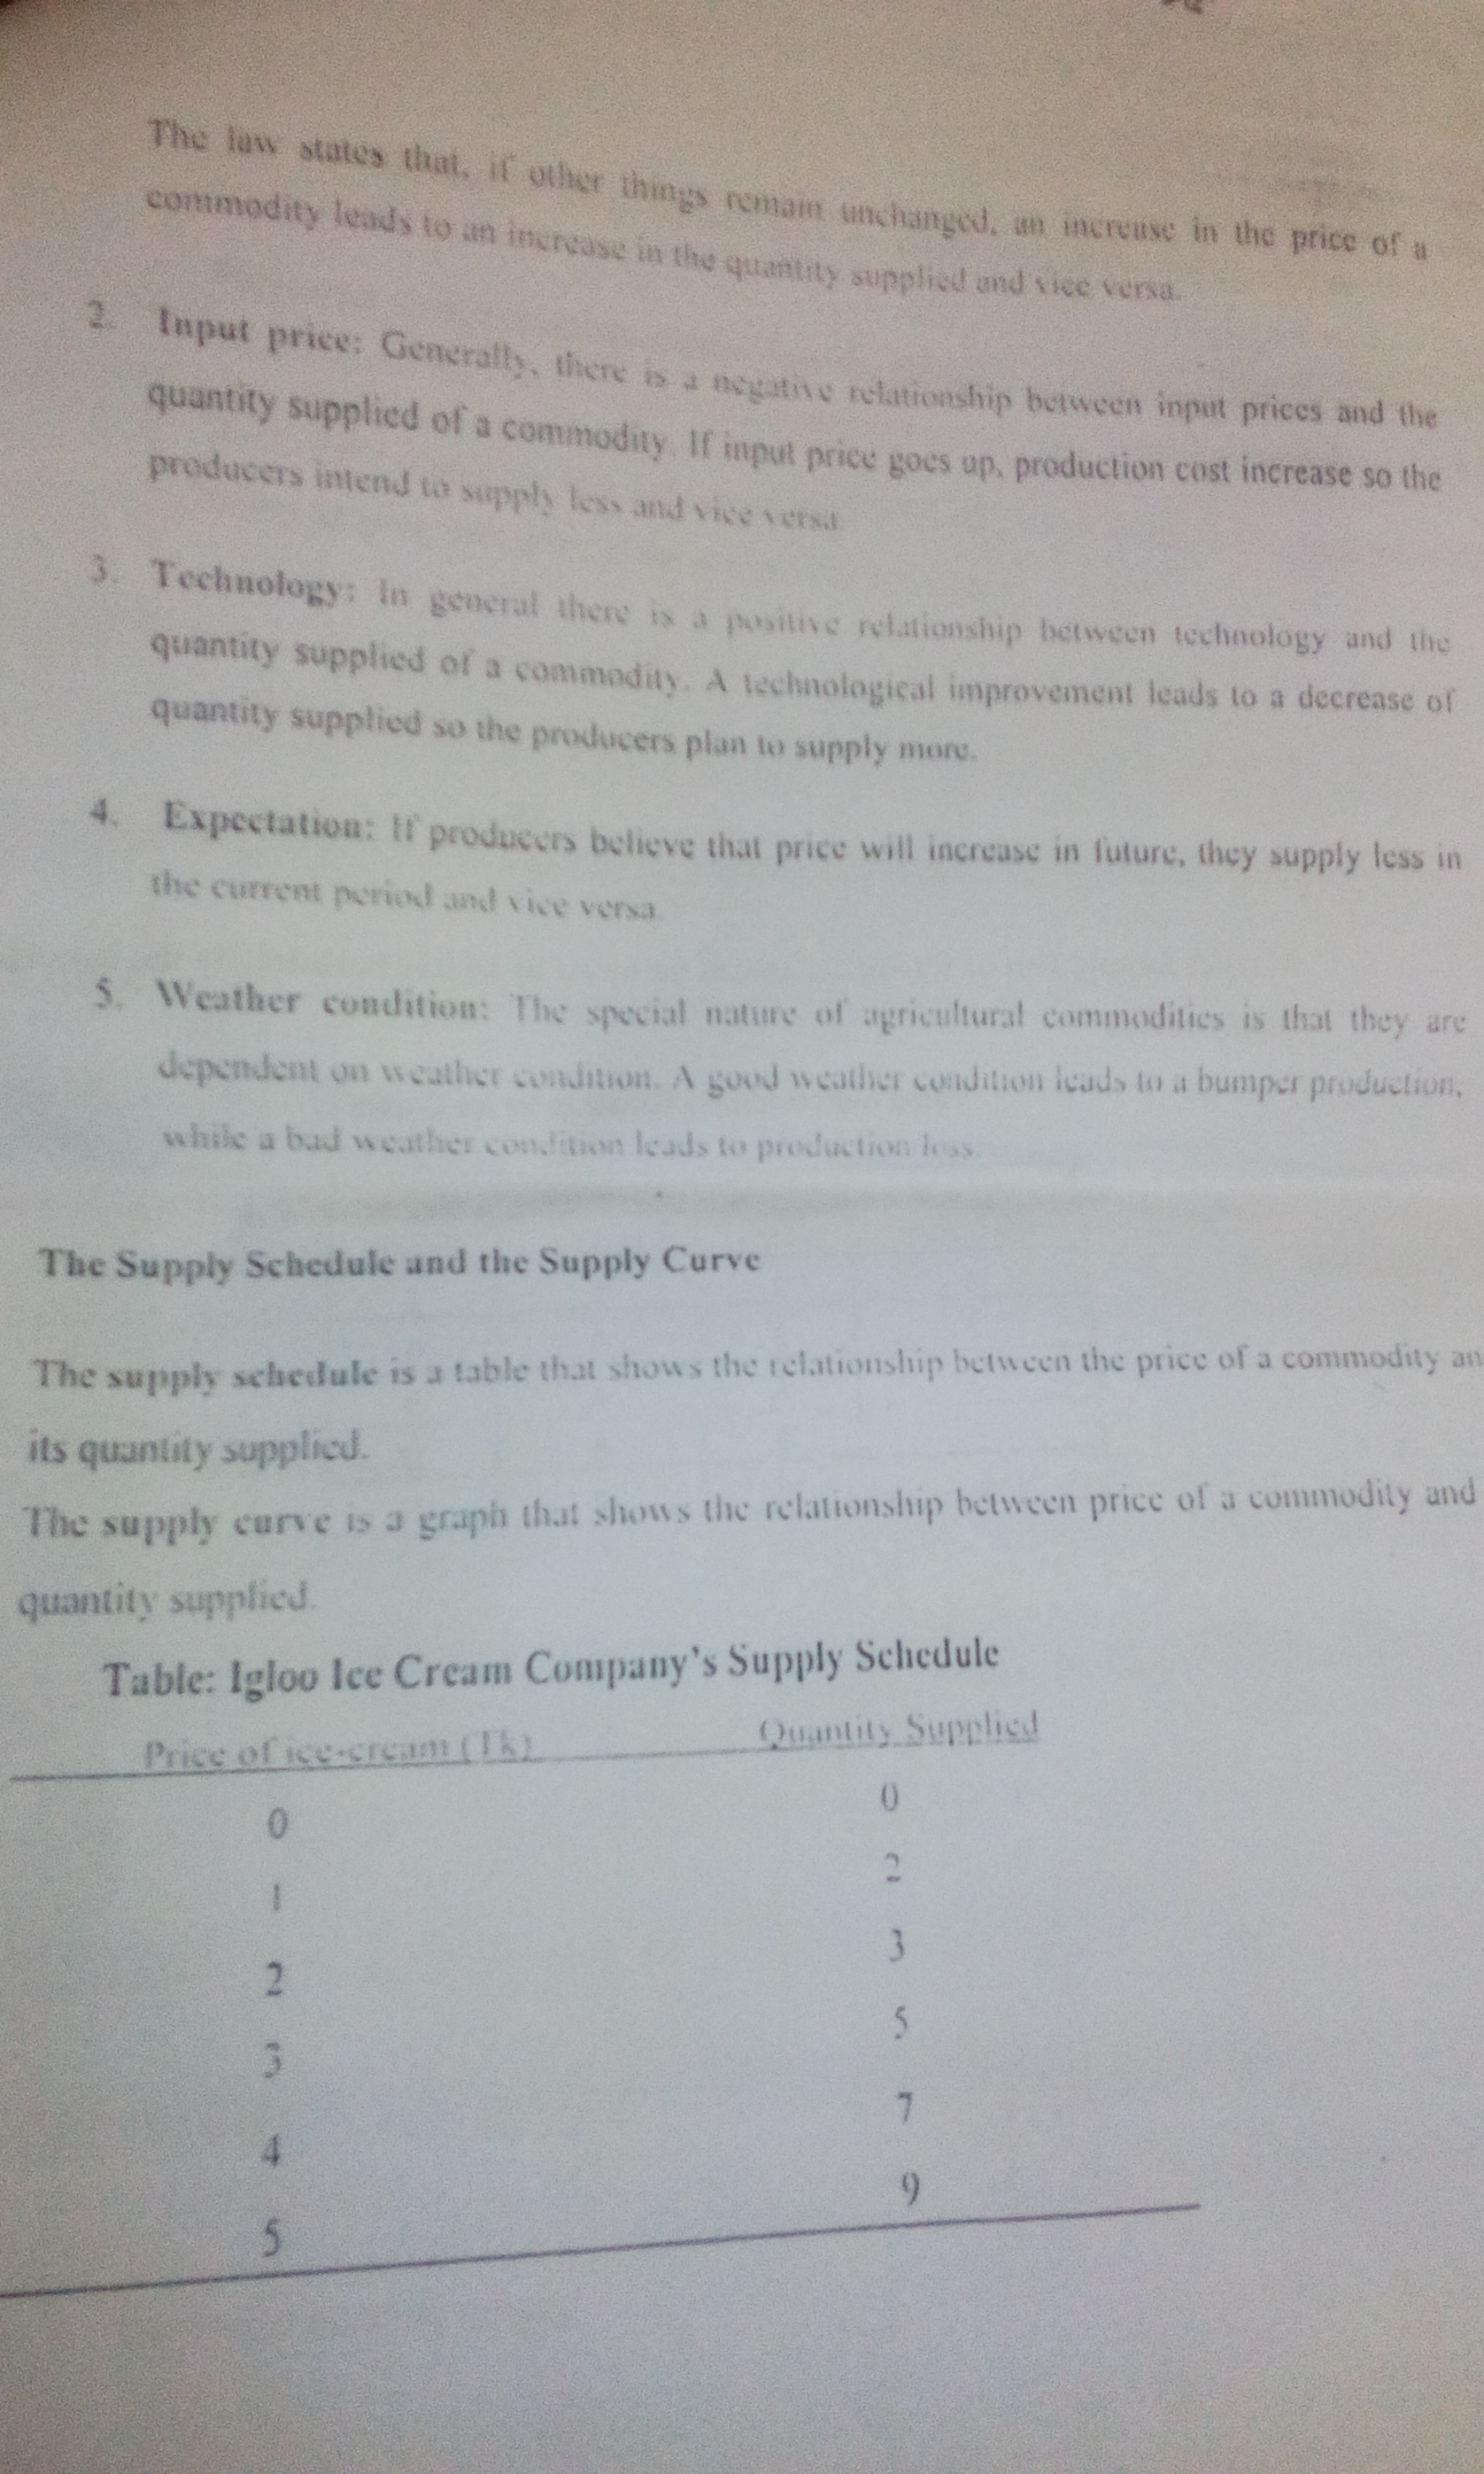 The law states that, if other things remain unchanged, an increase in the price of a
commodity leads to an increase in the quantity supplied and vice versa.
2. Input price: Generally, there is a negative relationship between input prices and the
quantity supplied of a commodity. If input price goes up, production cost increase so the
producers intend to supply less and vice versa
3. Technology: In general there is a positive relationship between technology and the
quantity supplied of a commodity. A technological improvement leads to a decrease of
quantity supplied so the producers plan to supply more.
4. Expectation: If producers believe that price will increase in future, they supply less in
the current period and vice versa.
5. Weather condition: The special nature of agricultural commodities is that they are
dependent on weather condition. A good weather condition leads to a bumper production,
while a bad weather condition leads to production loss.
The Supply Schedule and the Supply Curve
The supply schedule is a table that shows the relationship between the price of a commodity an
its quantity supplied.
The supply curve is a graph that shows the relationship between price of a commodity and
quantity supplied.
Table: Igloo Ice Cream Company's Supply Schedule
Price of ice-cream (Tk) Quantity Supplied
0 0
1 2
2 3
3 5
4 7
5 9